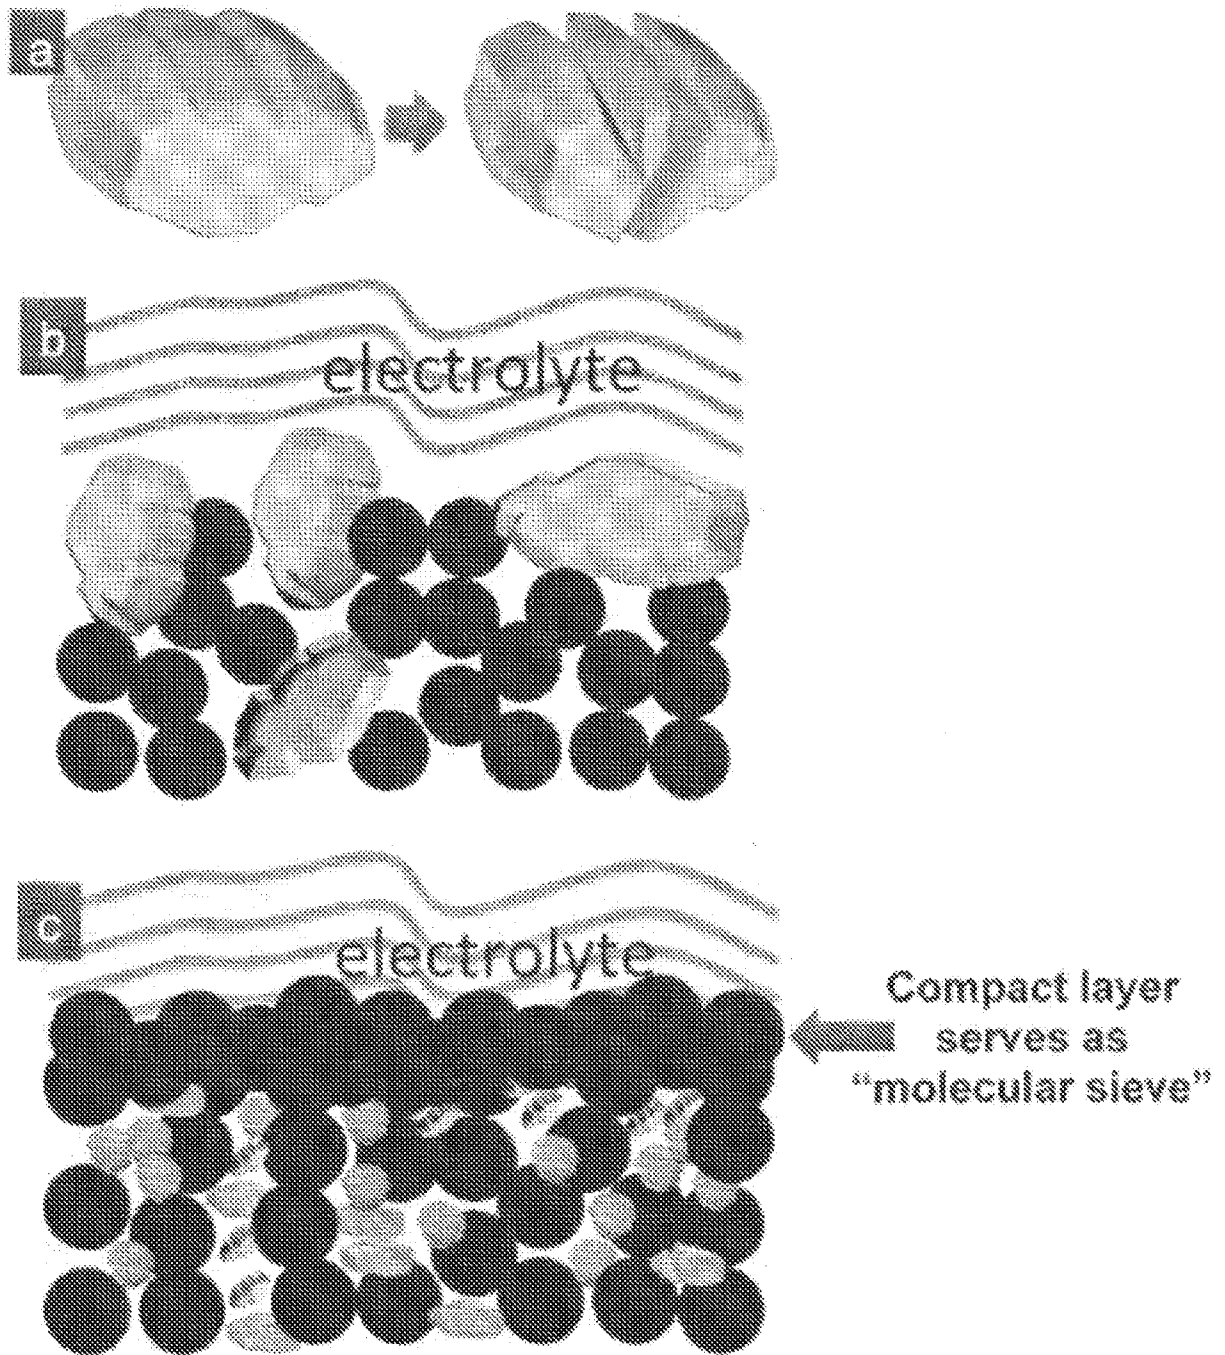 a
b
electrolyte
c
electrolyte
Compact layer
serves as
“molecular sieve”